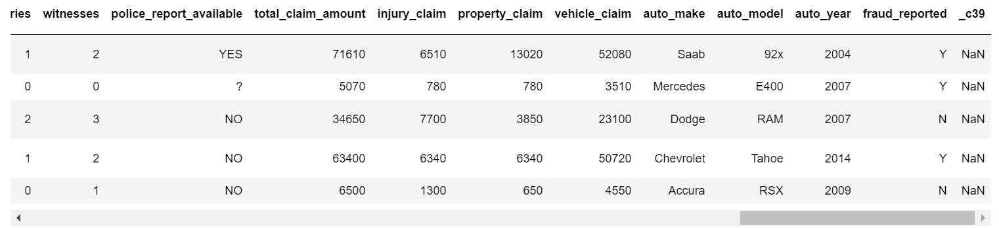 ries witnesses police_report_available total_claim_amount injury_claim property_claim vehicle_claim auto_make auto_model auto_year fraud_reported _c39
1 2 YES 71610 6510 13020 52080 Saab 92x 2004 Y NaN
0 0 ? 5070 780 780 3510 Mercedes E400 2007 Y NaN
2 3 NO 34650 7700 3850 23100 Dodge RAM 2007 N NaN
1 2 NO 63400 6340 6340 50720 Chevrolet Tahoe 2014 Y NaN
0 1 NO 6500 1300 650 4550 Accura RSX 2009 N NaN